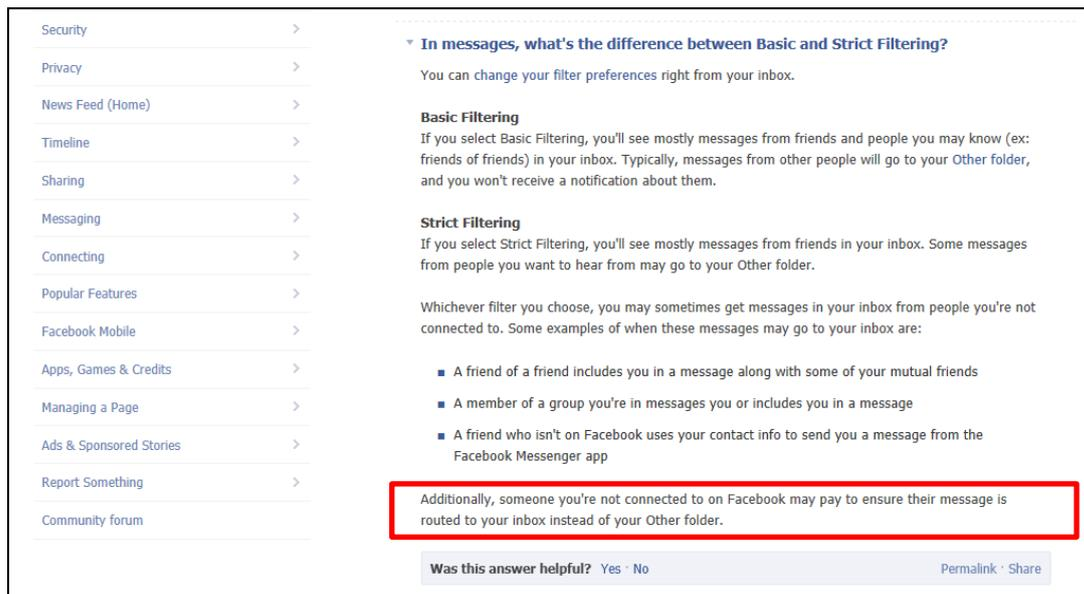 Security
Privacy
News Feed (Home)
Timeline
Sharing
Messaging
Connecting
Popular Features
Facebook Mobile
Apps, Games & Credits
Managing a Page
Ads & Sponsored Stories
Report Something
Community forum
In messages, what's the difference between Basic and Strict Filtering?
You can change your filter preferences right from your inbox.
Basic Filtering
If you select Basic Filtering, you'll see mostly messages from friends and people you may know (ex:
friends of friends) in your inbox. Typically, messages from other people will go to your Other folder,
and you won't receive a notification about them.
Strict Filtering
If you select Strict Filtering, you'll see mostly messages from friends in your inbox. Some messages
from people you want to hear from may go to your Other folder.
Whichever filter you choose, you may sometimes get messages in your inbox from people you're not
connected to. Some examples of when these messages may go to your inbox are:
A friend of a friend includes you in a message along with some of your mutual friends
A member of a group you're in messages you or includes you in a message
A friend who isn't on Facebook uses your contact info to send you a message from the
Facebook Messenger app
Additionally, someone you're not connected to on Facebook may pay to ensure their message is
routed to your inbox instead of your Other folder.
Was this answer helpful? Yes · No Permalink · Share